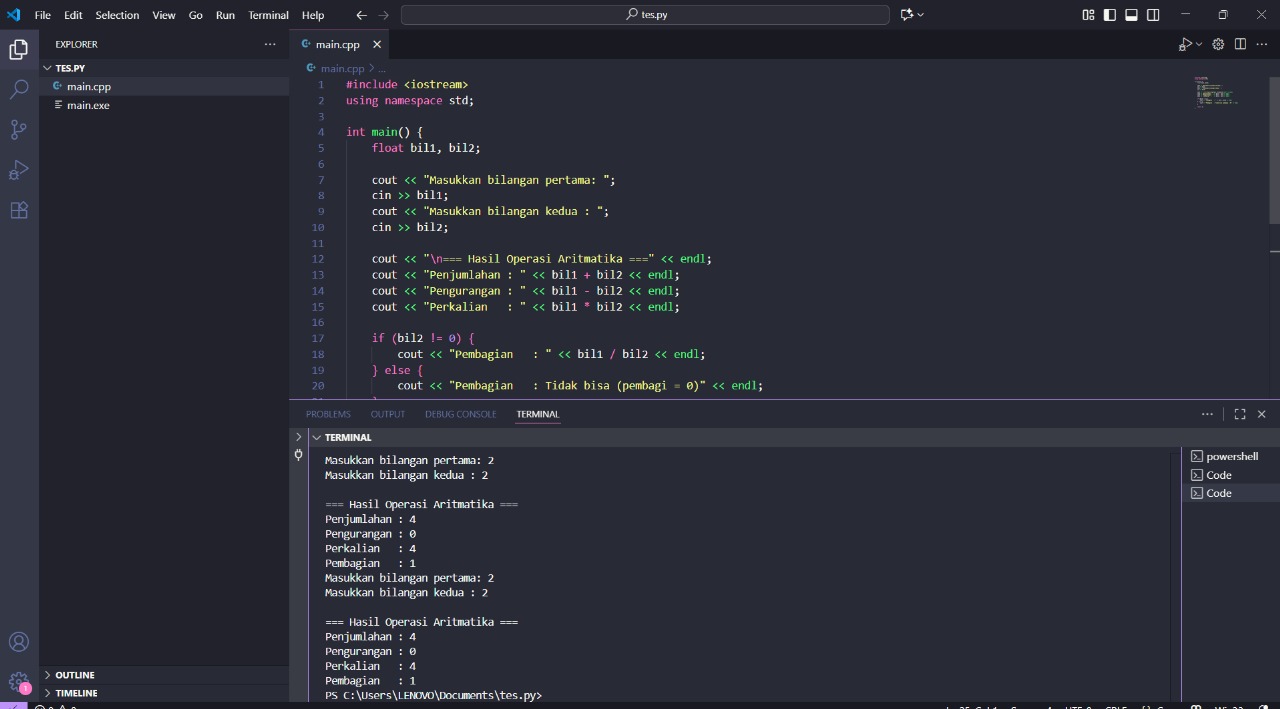 File Edit Selection View Go Run Terminal Help
tes.py
EXPLORER
TES.PY
main.cpp
main.exe
OUTLINE
TIMELINE
main.cpp
main.cpp > ...
1 #include <iostream>
2 using namespace std;
3
4 int main() {
5 float bil1, bil2;
6
7 cout << "Masukkan bilangan pertama: ";
8 cin >> bil1;
9 cout << "Masukkan bilangan kedua : ";
10 cin >> bil2;
11
12 cout << "\n=== Hasil Operasi Aritmatika ===" << endl;
13 cout << "Penjumlahan : " << bil1 + bil2 << endl;
14 cout << "Pengurangan : " << bil1 - bil2 << endl;
15 cout << "Perkalian   : " << bil1 * bil2 << endl;
16
17 if (bil2 != 0) {
18 cout << "Pembagian   : " << bil1 / bil2 << endl;
19 } else {
20 cout << "Pembagian   : Tidak bisa (pembagi = 0)" << endl;
PROBLEMS OUTPUT DEBUG CONSOLE TERMINAL
TERMINAL
Masukkan bilangan pertama: 2
Masukkan bilangan kedua : 2
=== Hasil Operasi Aritmatika ===
Penjumlahan : 4
Pengurangan : 0
Perkalian   : 4
Pembagian   : 1
Masukkan bilangan pertama: 2
Masukkan bilangan kedua : 2
=== Hasil Operasi Aritmatika ===
Penjumlahan : 4
Pengurangan : 0
Perkalian   : 4
Pembagian   : 1
PS C:\Users\LENOVO\Documents\tes.py>
powershell
Code
Code
1